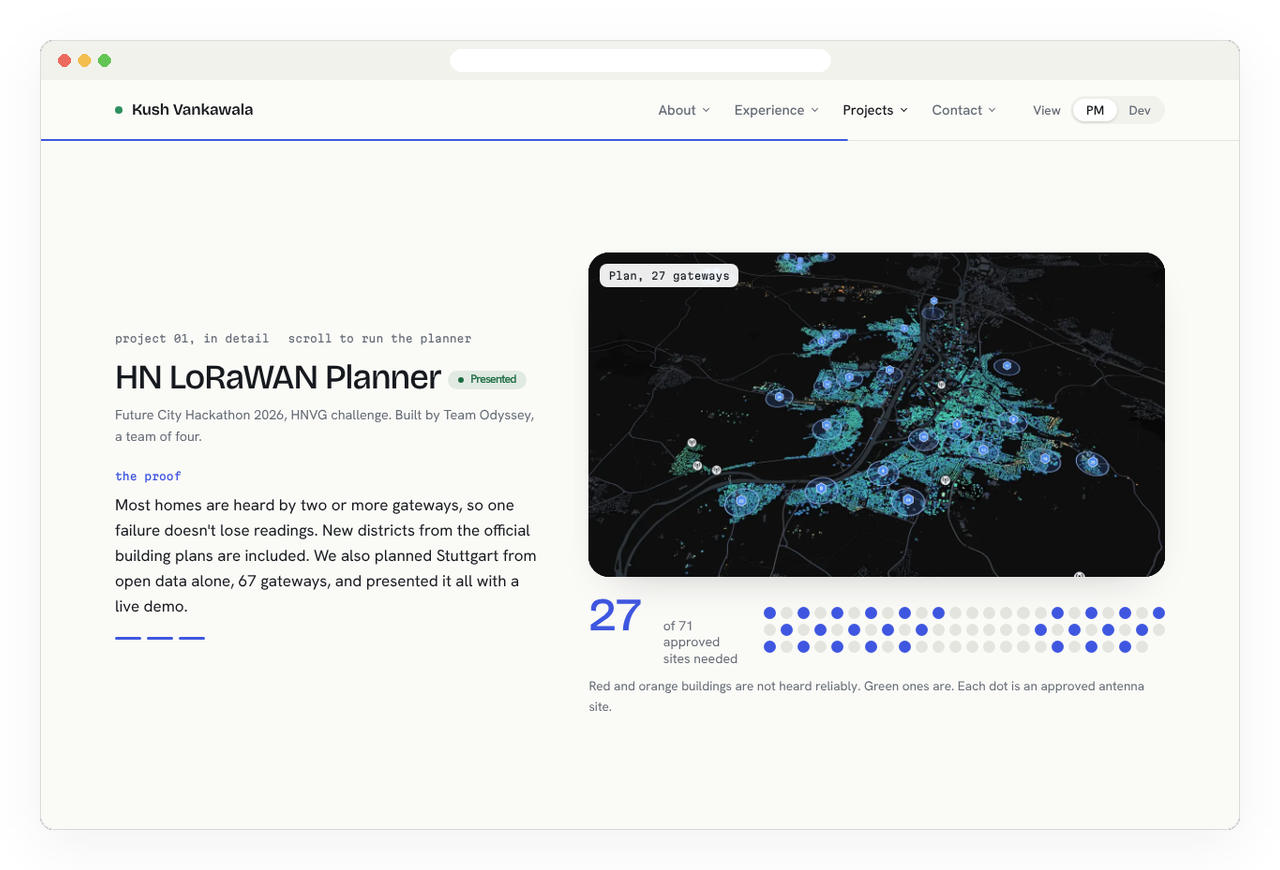 Kush Vankawala
About Experience Projects Contact View PM Dev
project 01, in detail scroll to run the planner
HN LoRaWAN Planner Presented
Future City Hackathon 2026, HNVG challenge. Built by Team Odyssey,
a team of four.
the proof
Most homes are heard by two or more gateways, so one
failure doesn't lose readings. New districts from the official
building plans are included. We also planned Stuttgart from
open data alone, 67 gateways, and presented it all with a
live demo.
Plan, 27 gateways
27
of 71
approved
sites needed
Red and orange buildings are not heard reliably. Green ones are. Each dot is an approved antenna
site.